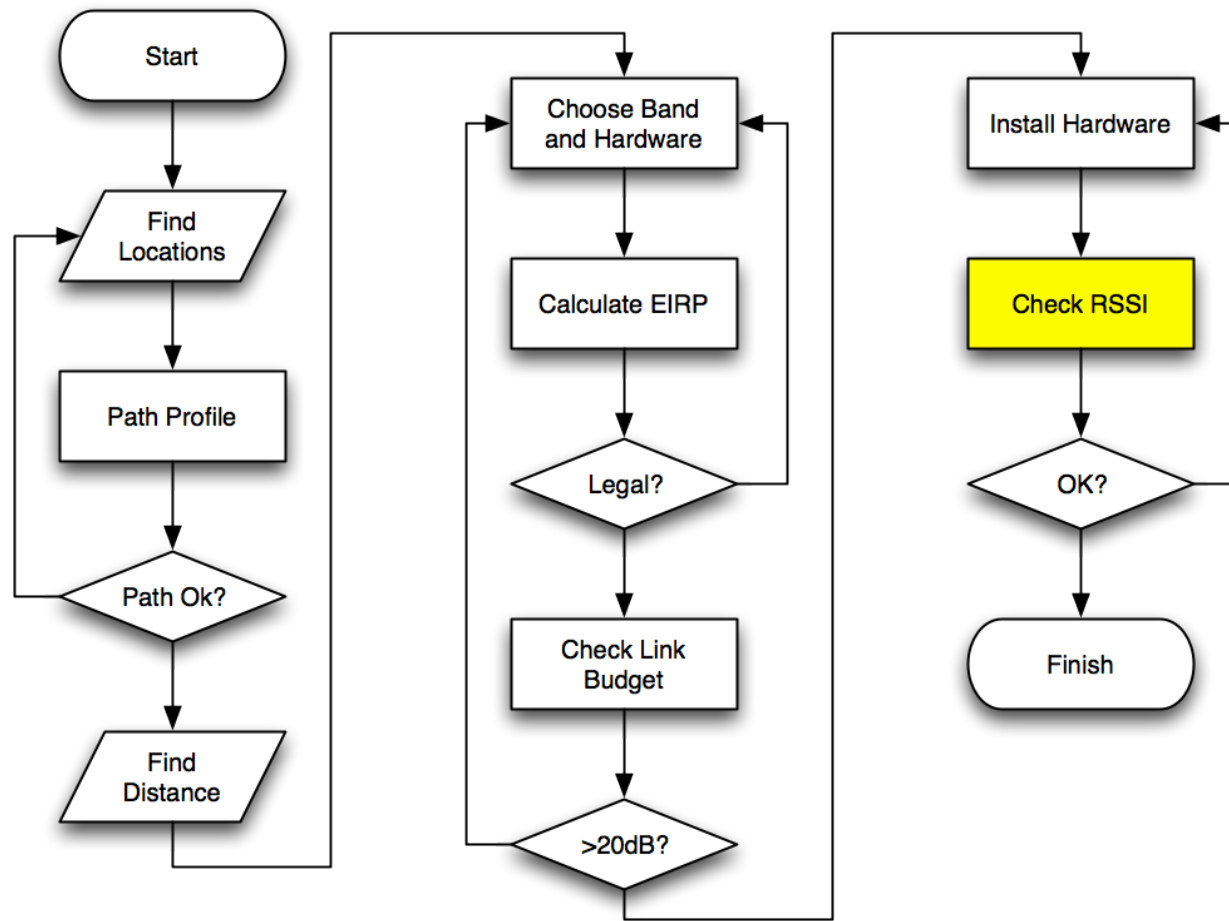 Start
Find
Locations
Path Profile
Path Ok?
Find
Distance
Choose Band
and Hardware
Calculate EIRP
Legal?
Check Link
Budget
>20dB?
Install Hardware
Check RSSI
OK?
Finish